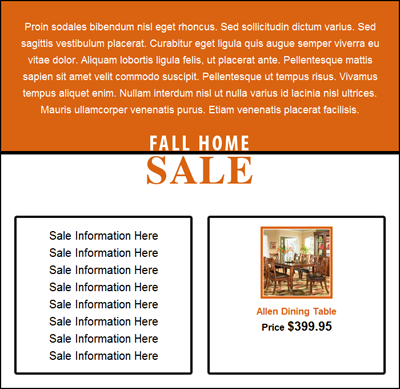 Proin sodales bibendum nisl eget rhoncus. Sed sollicitudin dictum varius. Sed
sagittis vestibulum placerat. Curabitur eget ligula quis augue semper viverra eu
vitae dolor. Aliquam lobortis ligula felis, ut placerat ante. Pellentesque mattis
sapien sit amet velit commodo suscipit. Pellentesque ut tempus risus. Vivamus
tempus aliquet enim. Nullam interdum nisl ut nulla varius id lacinia nisl ultrices.
Mauris ullamcorper venenatis purus. Etiam venenatis placerat facilisis.
FALL HOME
SALE
Sale Information Here
Sale Information Here
Sale Information Here
Sale Information Here
Sale Information Here
Sale Information Here
Sale Information Here
Sale Information Here
Allen Dining Table
Price $399.95